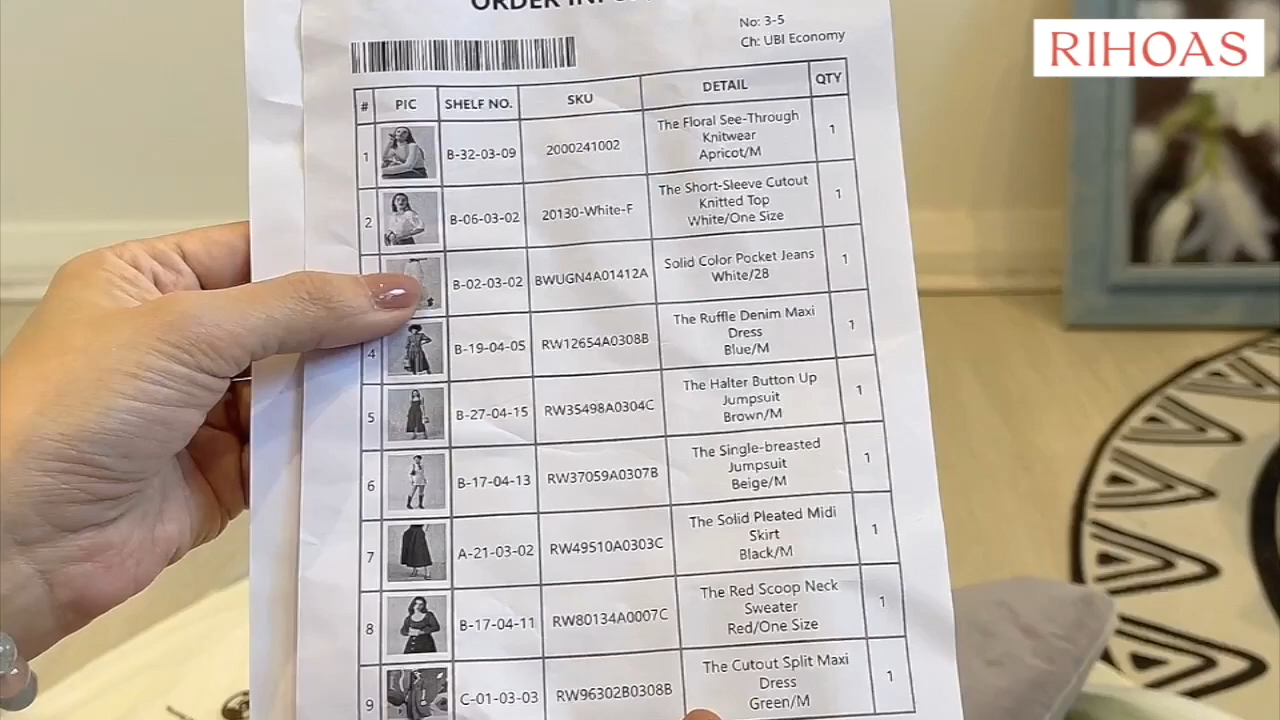 RIHOAS
No: 3-5
Ch: UBI Economy
# PIC SHELF NO. SKU DETAIL QTY
1 B-32-03-09 2000241002 The Floral See-Through Knitwear Apricot/M 1
2 B-06-03-02 20130-White-F The Short-Sleeve Cutout Knitted Top White/One Size 1
B-02-03-02 BWUGN4A01412A Solid Color Pocket Jeans White/28 1
4 B-19-04-05 RW12654A0308B The Ruffle Denim Maxi Dress Blue/M 1
5 B-27-04-15 RW35498A0304C The Halter Button Up Jumpsuit Brown/M 1
6 B-17-04-13 RW37059A0307B The Single-breasted Jumpsuit Beige/M 1
7 A-21-03-02 RW49510A0303C The Solid Pleated Midi Skirt Black/M 1
8 B-17-04-11 RW80134A0007C The Red Scoop Neck Sweater Red/One Size 1
9 C-01-03-03 RW96302B0308B The Cutout Split Maxi Dress Green/M 1